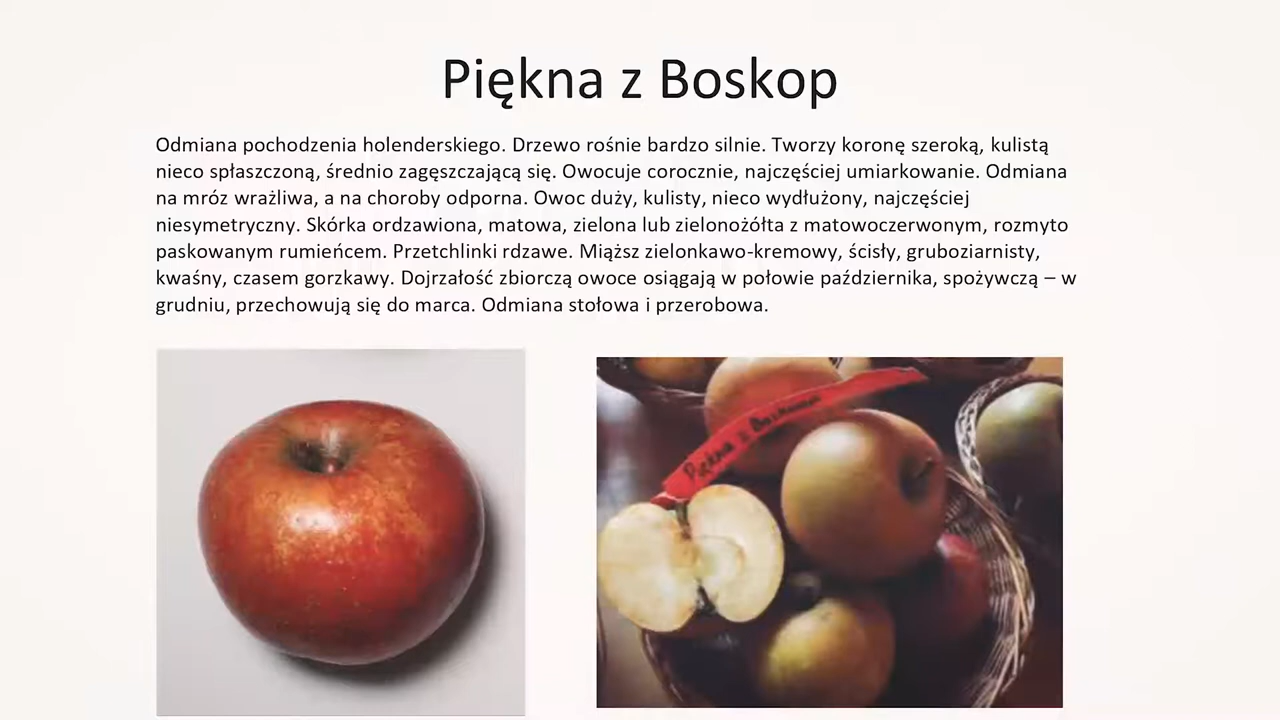 Piękna z Boskop
Odmiana pochodzenia holenderskiego. Drzewo rośnie bardzo silnie. Tworzy koronę szeroką, kulistą
nieco spłaszczoną, średnio zagęszczającą się. Owocuje corocznie, najczęściej umiarkowanie. Odmiana
na mróz wrażliwa, a na choroby odporna. Owoc duży, kulisty, nieco wydłużony, najczęściej
niesymetryczny. Skórka ordzawiona, matowa, zielona lub zielonożółta z matowoczerwonym, rozmyto
paskowanym rumieńcem. Przetchlinki rdzawe. Miąższ zielonkawo-kremowy, ścisły, gruboziarnisty,
kwaśny, czasem gorzkawy. Dojrzałość zbiorczą owoce osiągają w połowie października, spożywczą – w
grudniu, przechowują się do marca. Odmiana stołowa i przerobowa.
Piękna z